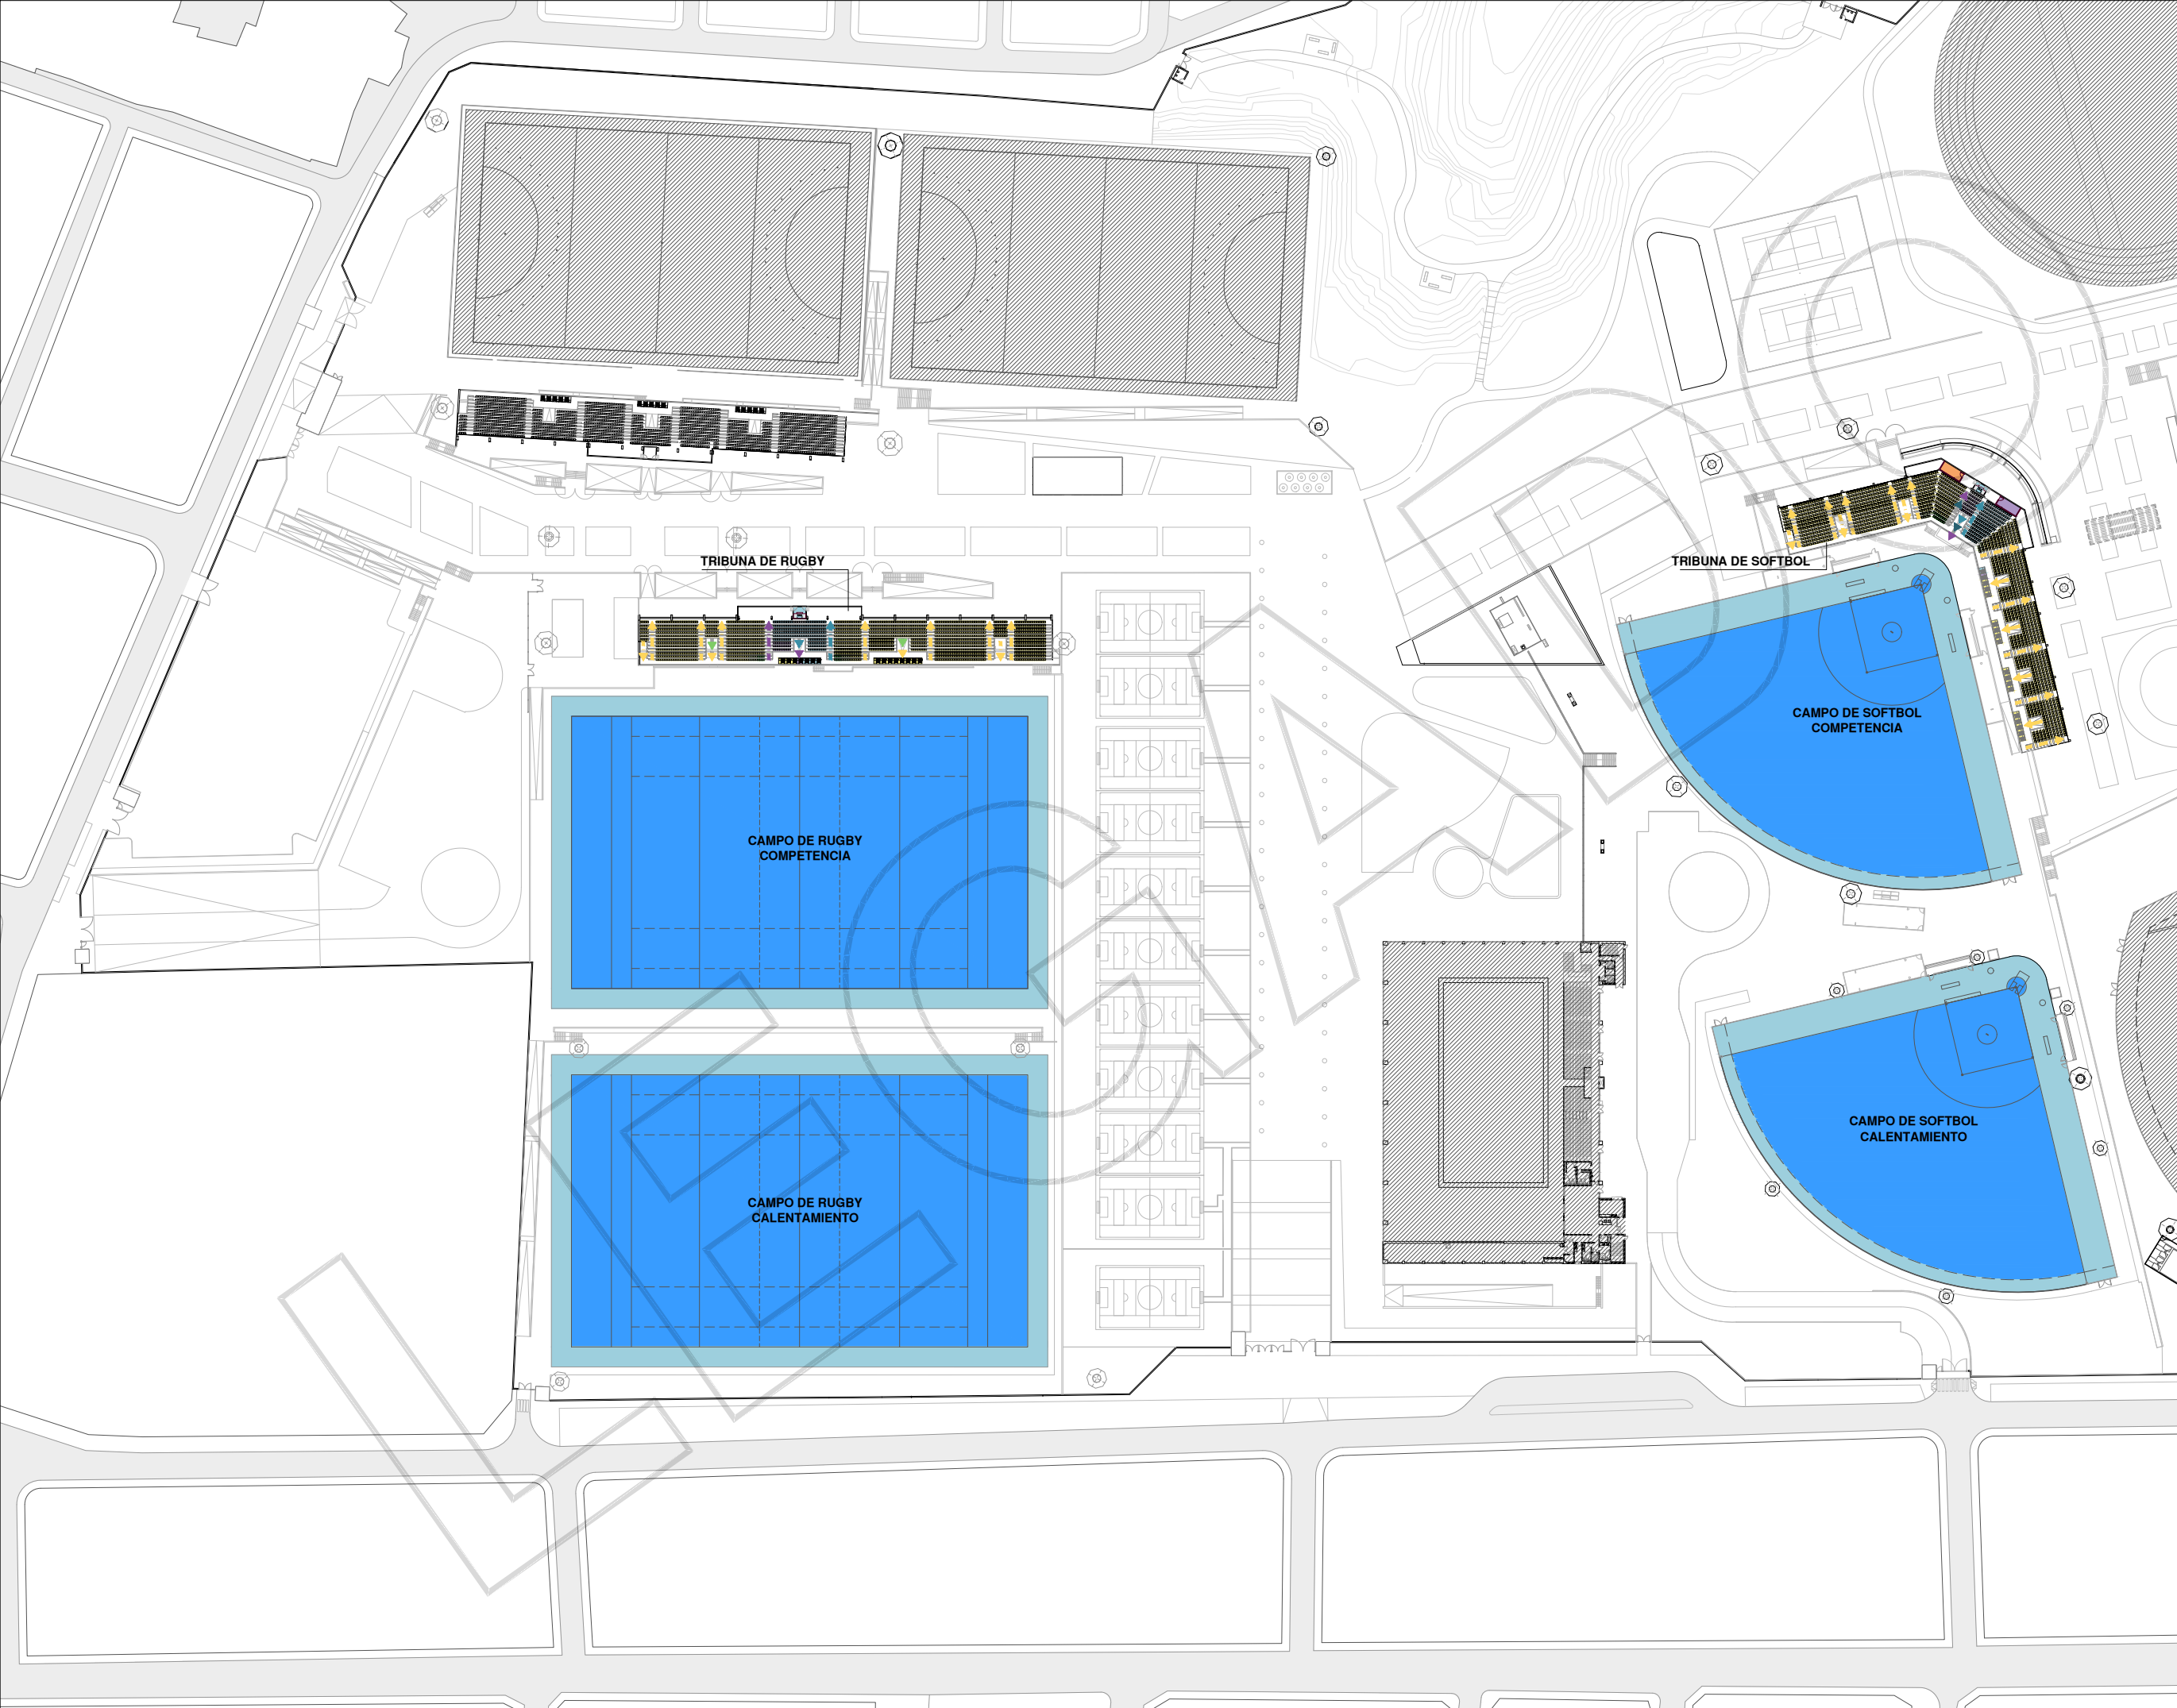 TRIBUNA DE RUGBY
TRIBUNA DE SOFTBOL
CAMPO DE SOFTBOL
COMPETENCIA
CAMPO DE RUGBY
COMPETENCIA
CAMPO DE SOFTBOL
CALENTAMIENTO
CAMPO DE RUGBY
CALENTAMIENTO
LEGADO